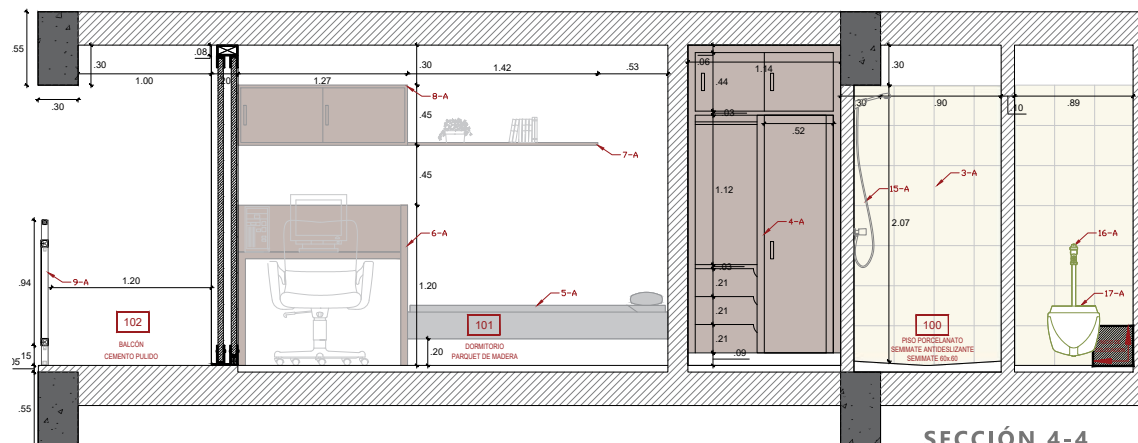 .55
.08
.30
1.00
.20
1.27
.30
1.42
.53
.06
1.14
.44
.30
.30
.90
.10
.89
.30
8-A
.45
.03
.52
7-A
.45
1.12
15-A
3-A
4-A
2.07
16-A
6-A
.94
9-A
1.20
1.20
5-A
.03
.21
17-A
102
101
.21
100
BALCÓN
CEMENTO PULIDO
DORMITORIO
PARQUET DE MADERA
PISO PORCELANATO
SEMIMATE ANTIDESLIZANTE
SEMIMATE 60x60
.15
.05
.20
.21
.09
.55
SECCIÓN 4-4